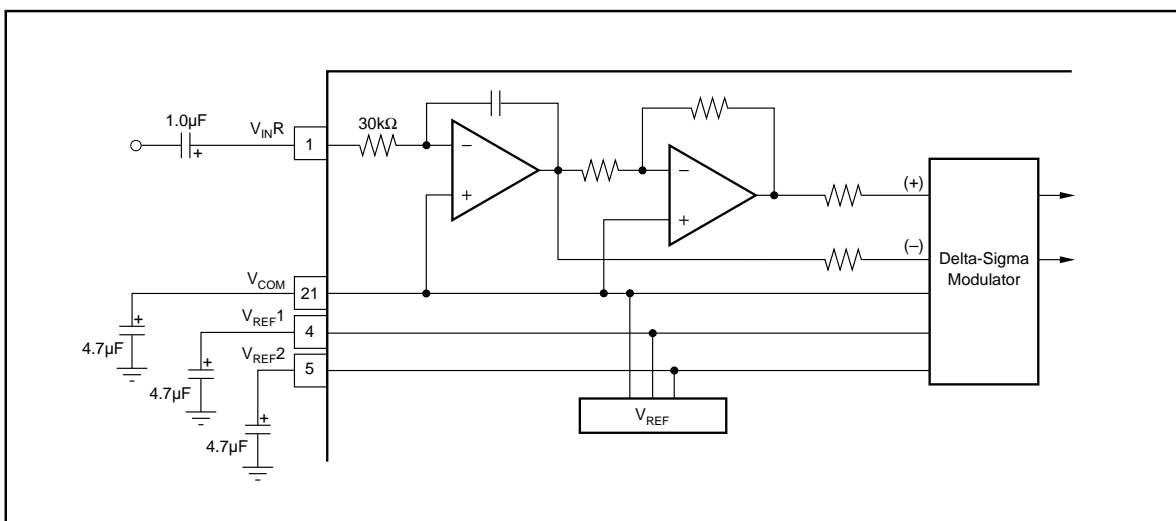 1.0µF
+
VINR
1
30kΩ
−
+
−
+
(+)
(−)
Delta-Sigma
Modulator
VCOM
21
+
4.7µF
VREF1
4
+
4.7µF
VREF2
5
+
4.7µF
VREF